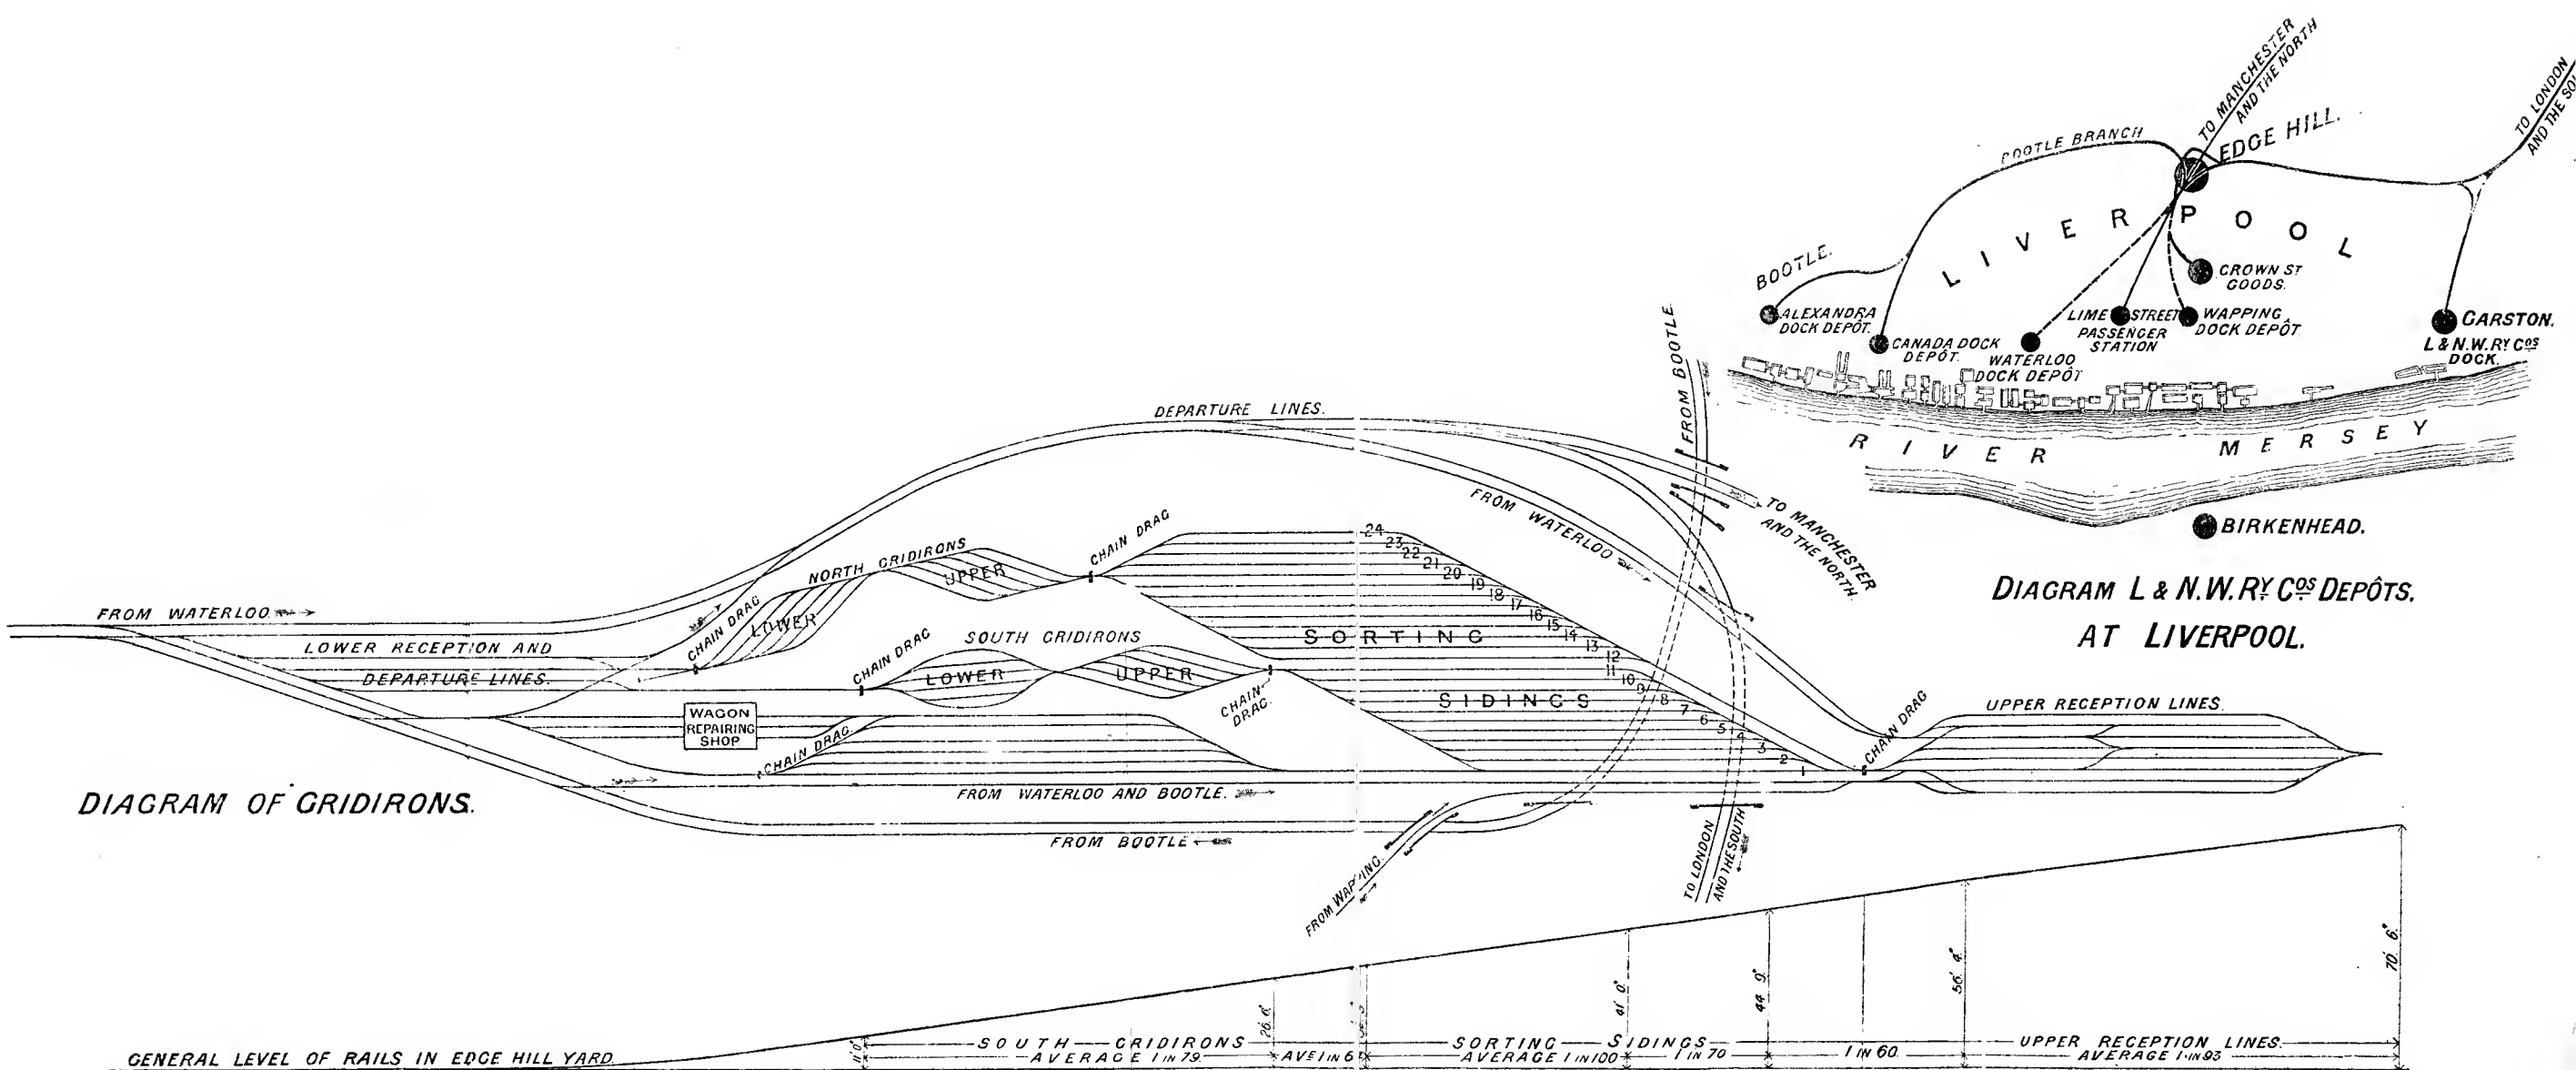 TO MANCHESTER
AND THE NORTH
TO LONDON
AND THE
BOOTLE BRANCH
EDGE HILL.
LIVERPOOL
BOOTLE.
CROWN ST
GOODS.
ALEXANDRA
DOCK DEPÔT.
CANADA DOCK
DEPÔT.
WATERLOO
DOCK DEPÔT
LIME STREET
PASSENGER
STATION
WAPPING
DOCK DEPÔT
GARSTON.
L & N.W. RY COS
DOCK.
RIVER MERSEY
BIRKENHEAD.
DIAGRAM L & N.W. RY COS DEPÔTS.
AT LIVERPOOL.
DEPARTURE LINES.
FROM BOOTLE
FROM WATERLOO
TO MANCHESTER
AND THE NORTH.
CHAIN DRAG
NORTH GRIDIRONS
UPPER
CHAIN DRAG
LOWER
FROM WATERLOO
LOWER RECEPTION AND
DEPARTURE LINES.
CHAIN DRAG
SOUTH GRIDIRONS
LOWER
UPPER
CHAIN
DRAG.
24
23
22
21
20
19
18
17
16
15
14
13
12
11
10
9
8
7
6
5
4
3
2
1
SORTING
SIDINGS
WAGON
REPAIRING
SHOP
CHAIN DRAG.
CHAIN DRAG
UPPER RECEPTION LINES.
FROM WATERLOO AND BOOTLE.
FROM BOOTLE
FROM WAPPING.
TO LONDON
AND THE SOUTH
DIAGRAM OF GRIDIRONS.
GENERAL LEVEL OF RAILS IN EDGE HILL YARD.
11' 0"
SOUTH GRIDIRONS
AVERAGE 1 IN 79.
26' 6"
AVE 1 IN 6
SORTING SIDINGS
AVERAGE 1 IN 100
41' 0"
1 IN 70
44' 9"
1 IN 60
56' 4"
UPPER RECEPTION LINES.
AVERAGE 1 IN 93
70' 6"